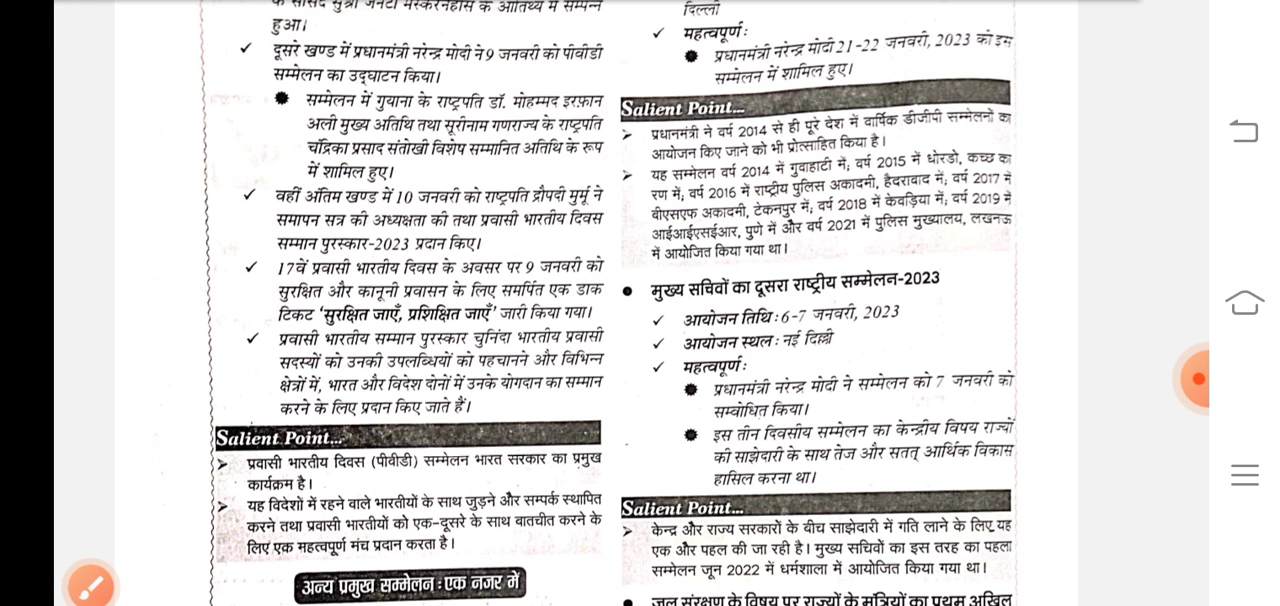 के सांसद सुश्री जेनेटा मैस्करेनहास के आतिथ्य में सम्पन्न
हुआ।
✓ दूसरे खण्ड में प्रधानमंत्री नरेन्द्र मोदी ने 9 जनवरी को पीवीडी
सम्मेलन का उद्घाटन किया।
सम्मेलन में गुयाना के राष्ट्रपति डॉ. मोहम्मद इरफ़ान
अली मुख्य अतिथि तथा सूरीनाम गणराज्य के राष्ट्रपति
चंद्रिका प्रसाद संतोखी विशेष सम्मानित अतिथि के रूप
में शामिल हुए।
✓ वहीं अंतिम खण्ड में 10 जनवरी को राष्ट्रपति द्रौपदी मुर्मू ने
समापन सत्र की अध्यक्षता की तथा प्रवासी भारतीय दिवस
सम्मान पुरस्कार-2023 प्रदान किए।
✓ 17वें प्रवासी भारतीय दिवस के अवसर पर 9 जनवरी को
सुरक्षित और कानूनी प्रवासन के लिए समर्पित एक डाक
टिकट 'सुरक्षित जाएँ, प्रशिक्षित जाएँ' जारी किया गया।
✓ प्रवासी भारतीय सम्मान पुरस्कार चुनिंदा भारतीय प्रवासी
सदस्यों को उनकी उपलब्धियों को पहचानने और विभिन्न
क्षेत्रों में, भारत और विदेश दोनों में उनके योगदान का सम्मान
करने के लिए प्रदान किए जाते हैं।
Salient Point...
➢ प्रवासी भारतीय दिवस (पीवीडी) सम्मेलन भारत सरकार का प्रमुख
कार्यक्रम है।
➢ यह विदेशों में रहने वाले भारतीयों के साथ जुड़ने और सम्पर्क स्थापित
करने तथा प्रवासी भारतीयों को एक-दूसरे के साथ बातचीत करने के
लिए एक महत्वपूर्ण मंच प्रदान करता है।
अन्य प्रमुख सम्मेलन : एक नजर में
दिल्ली
✓ महत्वपूर्ण :
प्रधानमंत्री नरेन्द्र मोदी 21-22 जनवरी, 2023 को इस
सम्मेलन में शामिल हुए।
Salient Point...
➢ प्रधानमंत्री ने वर्ष 2014 से ही पूरे देश में वार्षिक डीजीपी सम्मेलनों का
आयोजन किए जाने को भी प्रोत्साहित किया है।
➢ यह सम्मेलन वर्ष 2014 में गुवाहाटी में; वर्ष 2015 में धोरडो, कच्छ का
रण में; वर्ष 2016 में राष्ट्रीय पुलिस अकादमी, हैदराबाद में; वर्ष 2017 में
बीएसएफ अकादमी, टेकनपुर में; वर्ष 2018 में केवड़िया में; वर्ष 2019 में
आईआईएसईआर, पुणे में और वर्ष 2021 में पुलिस मुख्यालय, लखनऊ
में आयोजित किया गया था।
● मुख्य सचिवों का दूसरा राष्ट्रीय सम्मेलन-2023
✓ आयोजन तिथि : 6-7 जनवरी, 2023
✓ आयोजन स्थल : नई दिल्ली
✓ महत्वपूर्ण :
प्रधानमंत्री नरेन्द्र मोदी ने सम्मेलन को 7 जनवरी को
सम्बोधित किया।
इस तीन दिवसीय सम्मेलन का केन्द्रीय विषय राज्यों
की साझेदारी के साथ तेज और सतत् आर्थिक विकास
हासिल करना था।
Salient Point...
➢ केन्द्र और राज्य सरकारों के बीच साझेदारी में गति लाने के लिए यह
एक और पहल की जा रही है। मुख्य सचिवों का इस तरह का पहला
सम्मेलन जून 2022 में धर्मशाला में आयोजित किया गया था।
● जल संरक्षण के विषय पर राज्यों के मंत्रियों का प्रथम अखिल